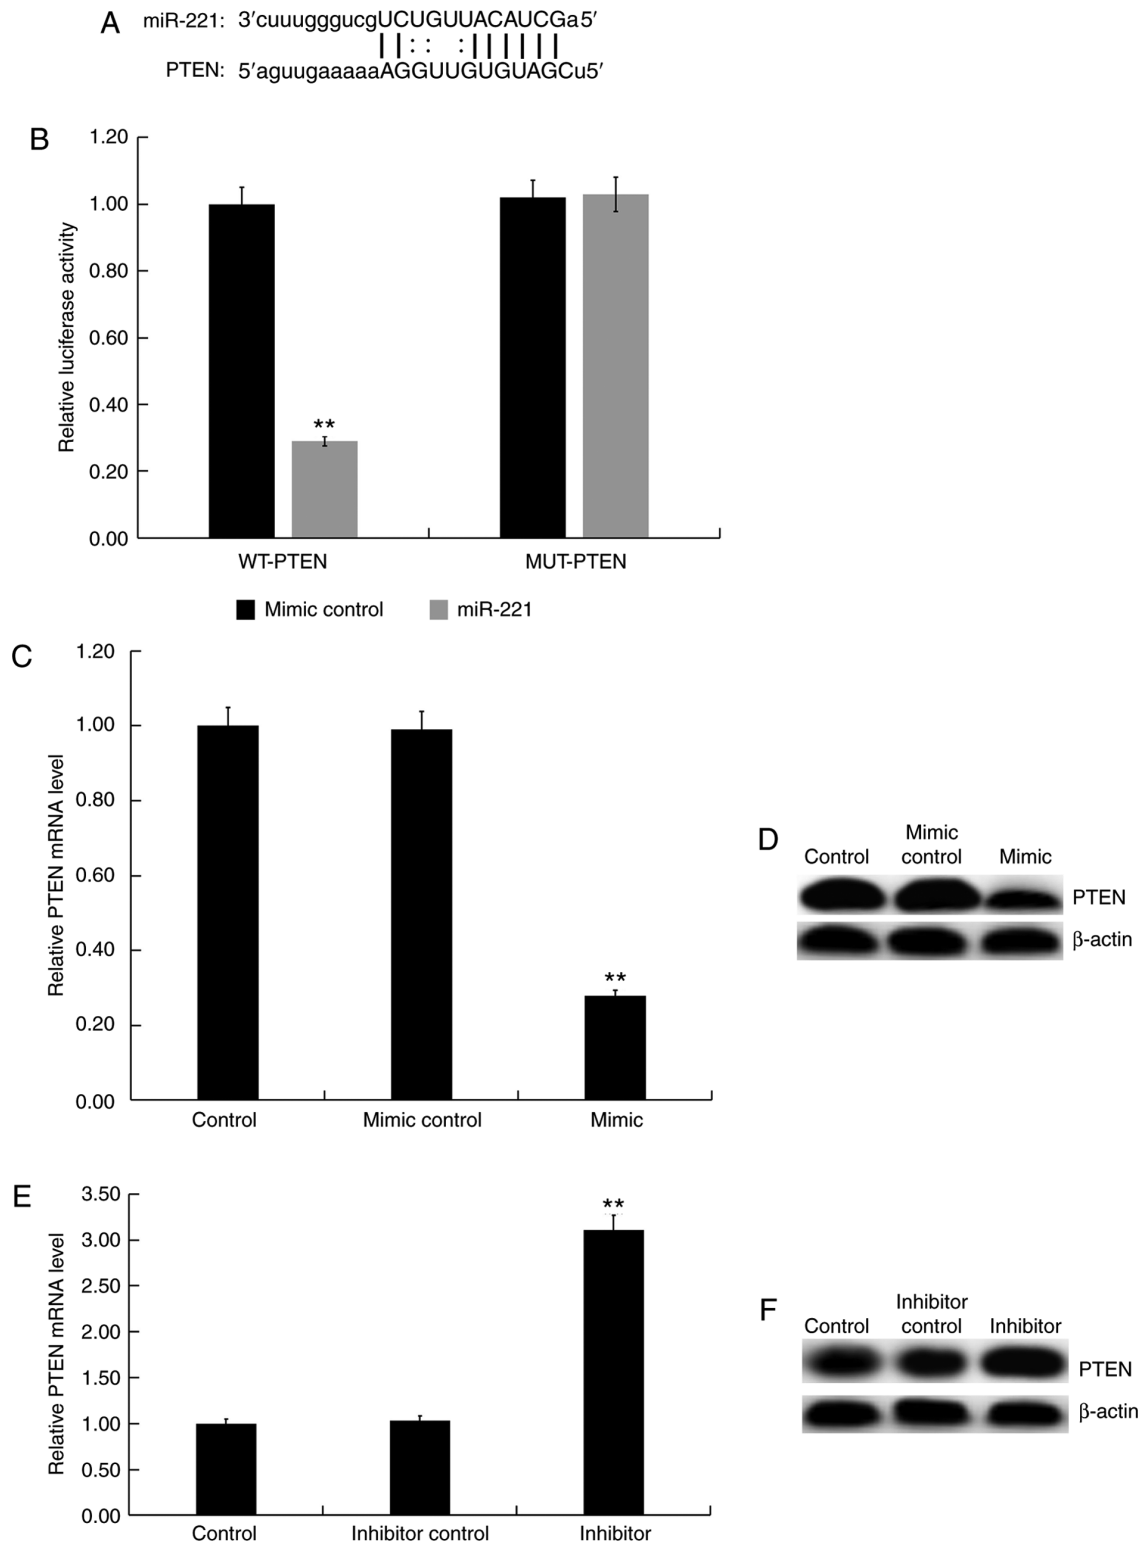 A
miR-221: 3′cuuugggucgUCUGUUACAUCGa5′
PTEN: 5′aguugaaaaaAGGUUGUGUAGCu5′
B
Relative luciferase activity
1.20
1.00
0.80
0.60
0.40
0.20
0.00
**
WT-PTEN MUT-PTEN
Mimic control miR-221
C
Relative PTEN mRNA level
1.20
1.00
0.80
0.60
0.40
0.20
0.00
**
Control Mimic control Mimic
D
Control Mimic control Mimic
PTEN
β-actin
E
Relative PTEN mRNA level
3.50
3.00
2.50
2.00
1.50
1.00
0.50
0.00
**
Control Inhibitor control Inhibitor
F
Control Inhibitor control Inhibitor
PTEN
β-actin